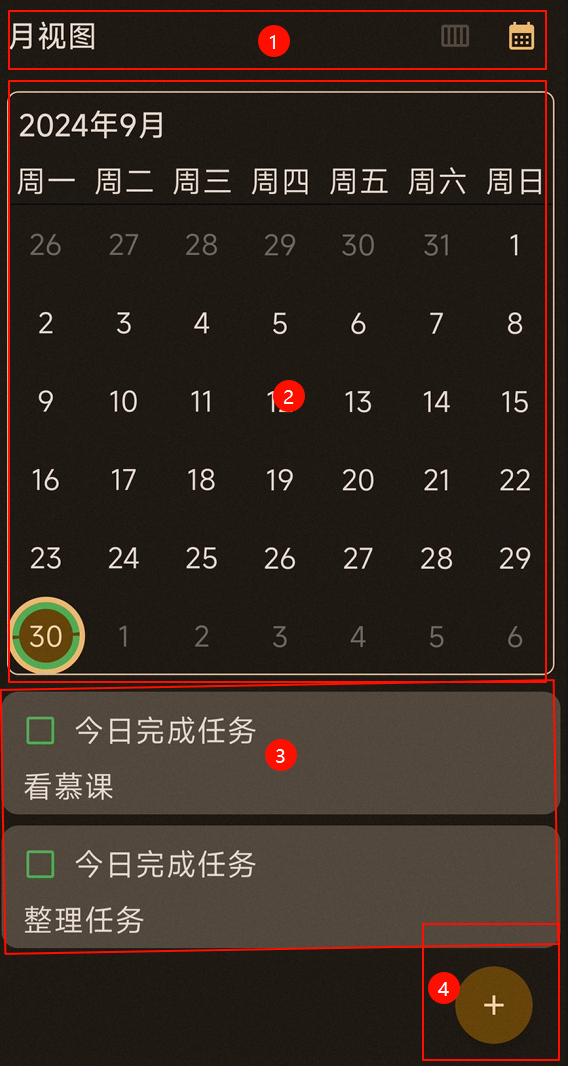 月视图
1
2024年9月
周一 周二 周三 周四 周五 周六 周日
26 27 28 29 30 31 1
2 3 4 5 6 7 8
9 10 11 12 13 14 15
2
16 17 18 19 20 21 22
23 24 25 26 27 28 29
30 1 2 3 4 5 6
今日完成任务
3
看慕课
今日完成任务
整理任务
4
+